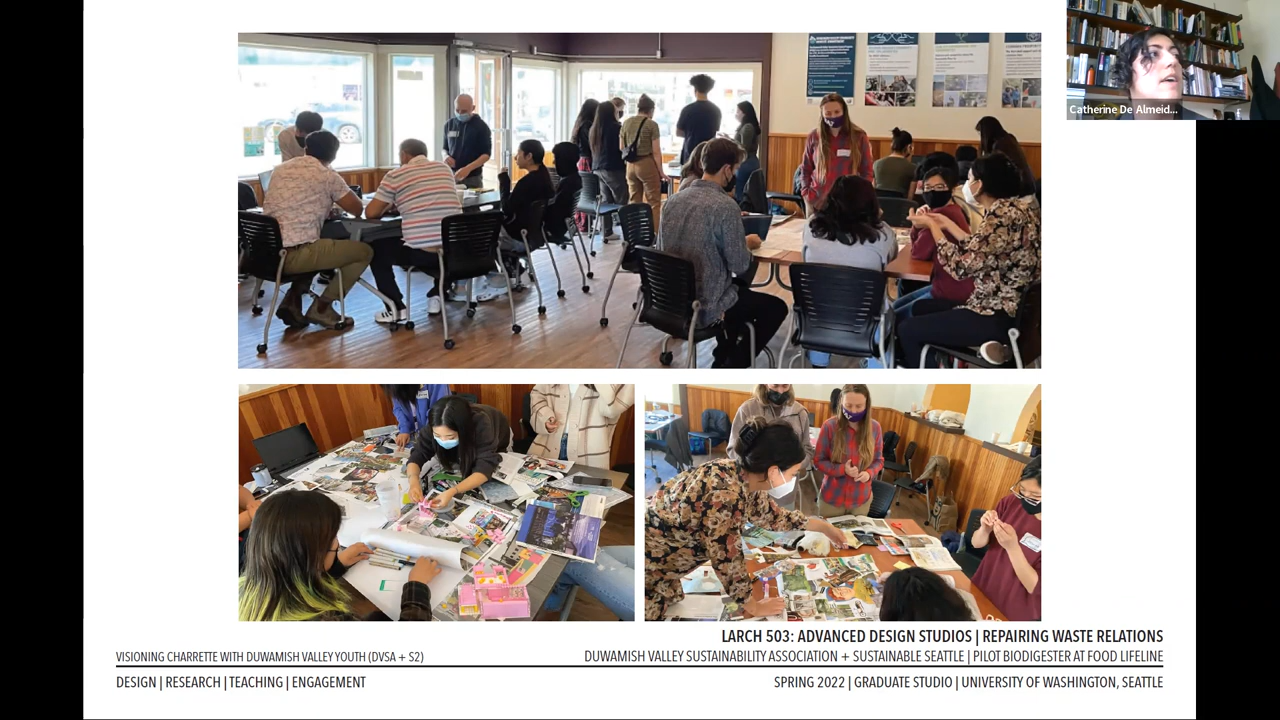 Catherine De Almeid...
LARCH 503: ADVANCED DESIGN STUDIOS | REPAIRING WASTE RELATIONS
VISIONING CHARRETTE WITH DUWAMISH VALLEY YOUTH (DVSA + S2)
DUWAMISH VALLEY SUSTAINABILITY ASSOCIATION + SUSTAINABLE SEATTLE | PILOT BIODIGESTER AT FOOD LIFELINE
DESIGN | RESEARCH | TEACHING | ENGAGEMENT
SPRING 2022 | GRADUATE STUDIO | UNIVERSITY OF WASHINGTON, SEATTLE